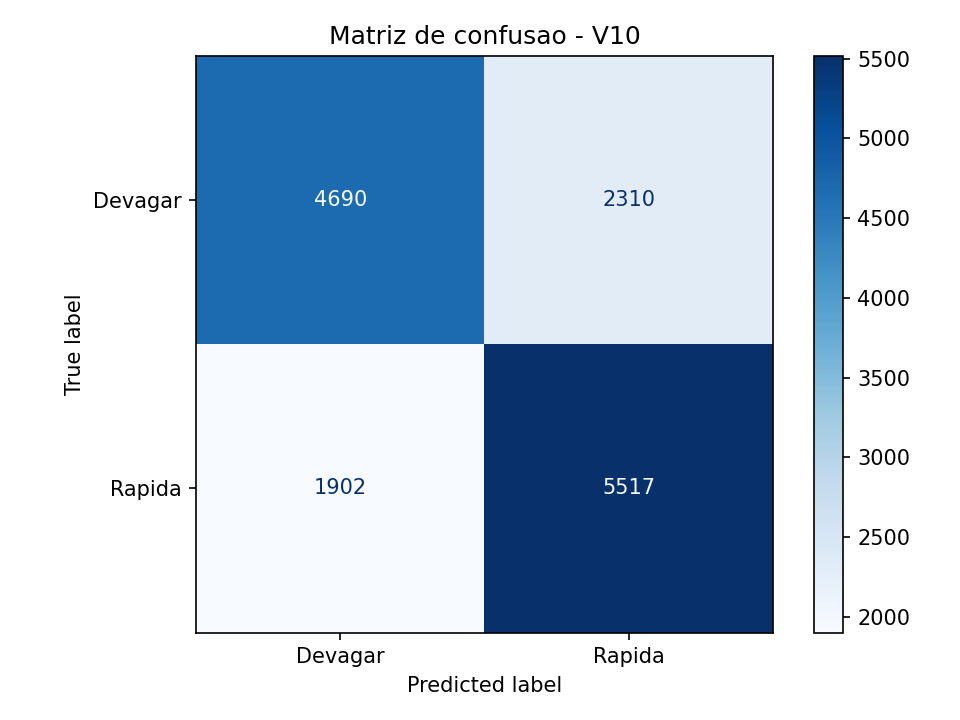 Matriz de confusao - V10
True label
Devagar
Rapida
4690
2310
1902
5517
Devagar
Rapida
Predicted label
5500
5000
4500
4000
3500
3000
2500
2000